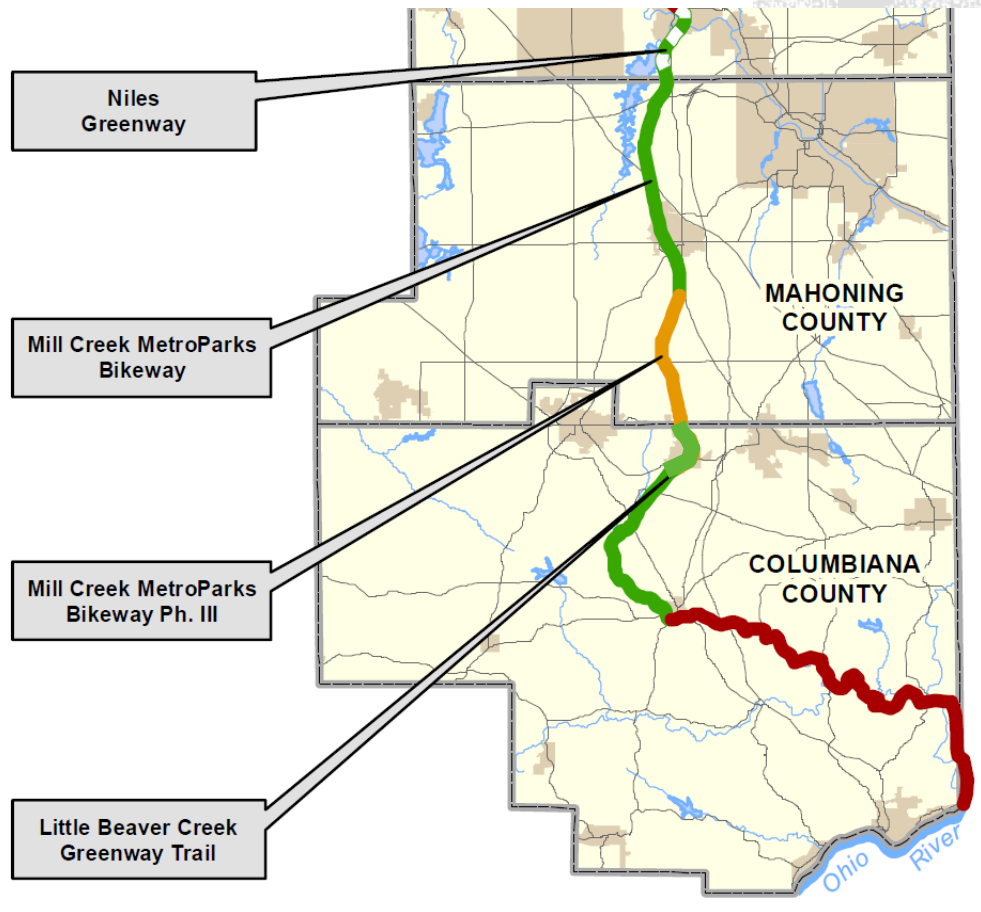 Niles
Greenway
MAHONING
COUNTY
Mill Creek MetroParks
Bikeway
COLUMBIANA
COUNTY
Mill Creek MetroParks
Bikeway Ph. III
Little Beaver Creek
Greenway Trail
Ohio River